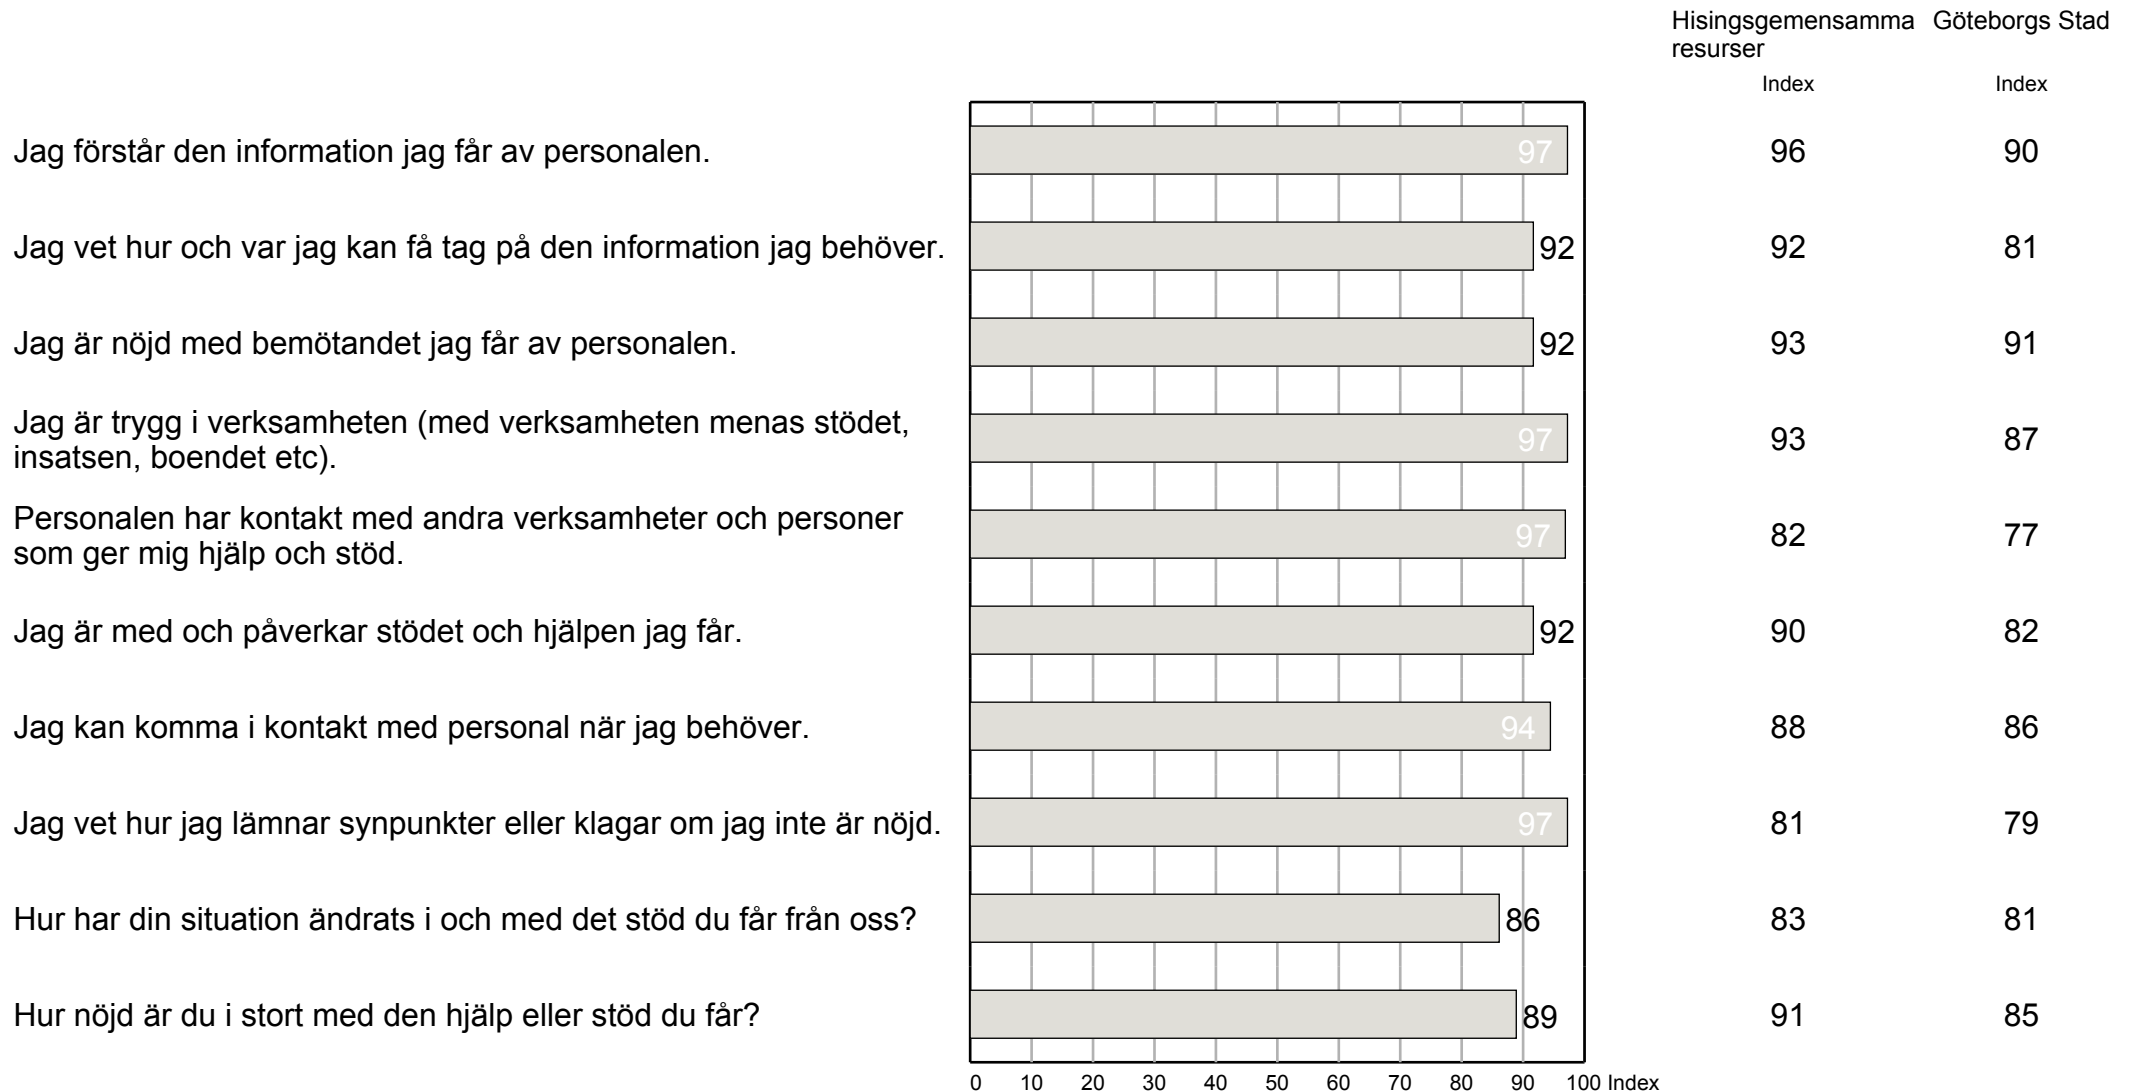 Hisingsgemensamma Göteborgs Stad
resurser
Index Index
Jag förstår den information jag får av personalen. 97 96 90
Jag vet hur och var jag kan få tag på den information jag behöver. 92 92 81
Jag är nöjd med bemötandet jag får av personalen. 92 93 91
Jag är trygg i verksamheten (med verksamheten menas stödet,
insatsen, boendet etc). 97 93 87
Personalen har kontakt med andra verksamheter och personer
som ger mig hjälp och stöd. 97 82 77
Jag är med och påverkar stödet och hjälpen jag får. 92 90 82
Jag kan komma i kontakt med personal när jag behöver. 94 88 86
Jag vet hur jag lämnar synpunkter eller klagar om jag inte är nöjd. 97 81 79
Hur har din situation ändrats i och med det stöd du får från oss? 86 83 81
Hur nöjd är du i stort med den hjälp eller stöd du får? 89 91 85
0 10 20 30 40 50 60 70 80 90 100 Index